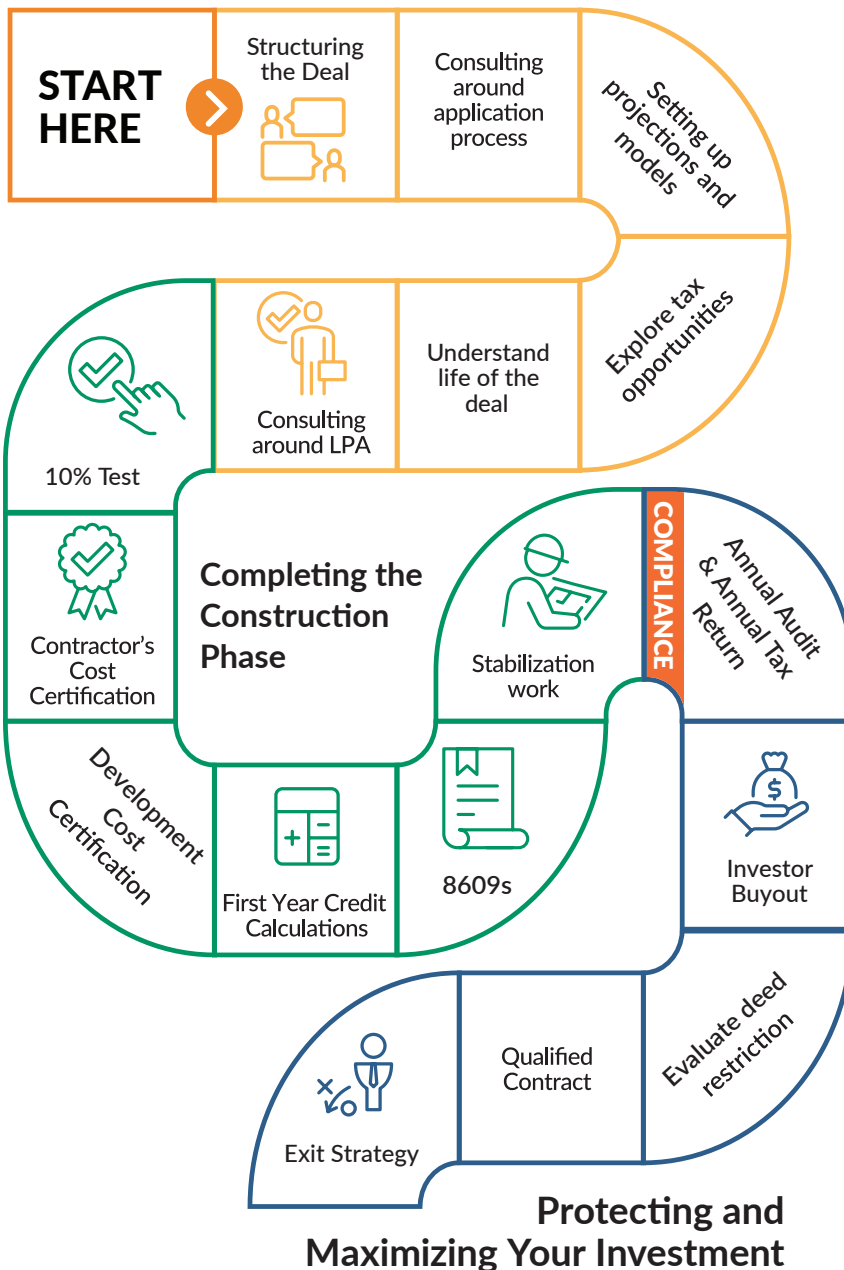 START
HERE
Structuring
the Deal
Consulting
around
application
process
Setting up
projections and
models
Explore tax
opportunities
Understand
life of the
deal
Consulting
around LPA
10% Test
Contractor's
Cost
Certification
Development
Cost
Certification
First Year Credit
Calculations
8609s
Stabilization
work
Completing the
Construction
Phase
COMPLIANCE
Annual Audit
& Annual Tax
Return
$
Investor
Buyout
Evaluate deed
restriction
Qualified
Contract
Exit Strategy
Protecting and
Maximizing Your Investment